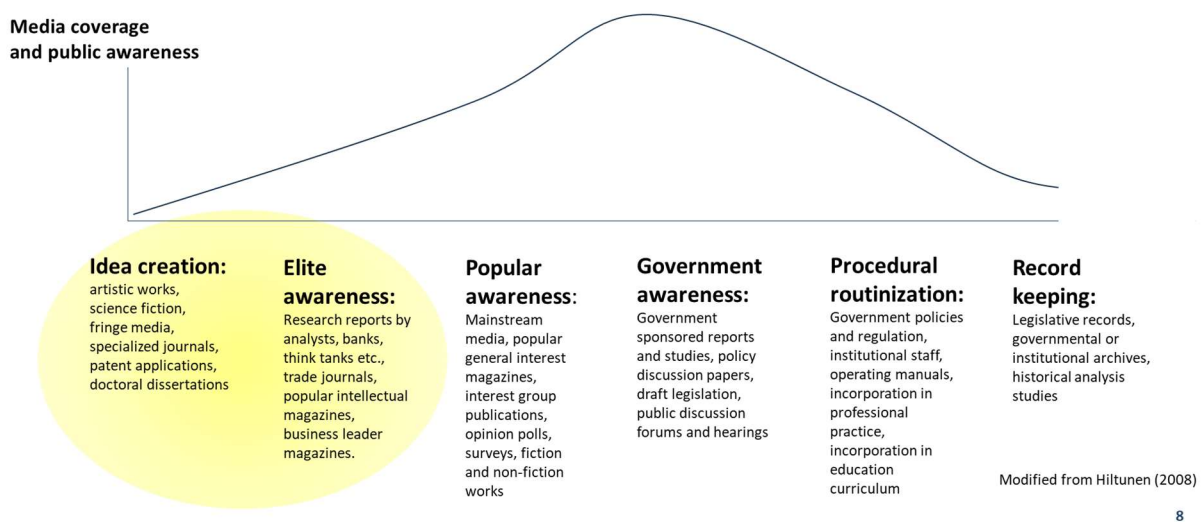 Media coverage
and public awareness
Idea creation:
artistic works,
science fiction,
fringe media,
specialized journals,
patent applications,
doctoral dissertations
Elite
awareness:
Research reports by
analysts, banks,
think tanks etc.,
trade journals,
popular intellectual
magazines,
business leader
magazines.
Popular
awareness:
Mainstream
media, popular
general interest
magazines,
interest group
publications,
opinion polls,
surveys, fiction
and non-fiction
works
Government
awareness:
Government
sponsored reports
and studies, policy
discussion papers,
draft legislation,
public discussion
forums and hearings
Procedural
routinization:
Government policies
and regulation,
institutional staff,
operating manuals,
incorporation in
professional
practice,
incorporation in
education
curriculum
Record
keeping:
Legislative records,
governmental or
institutional archives,
historical analysis
studies
Modified from Hiltunen (2008)
8